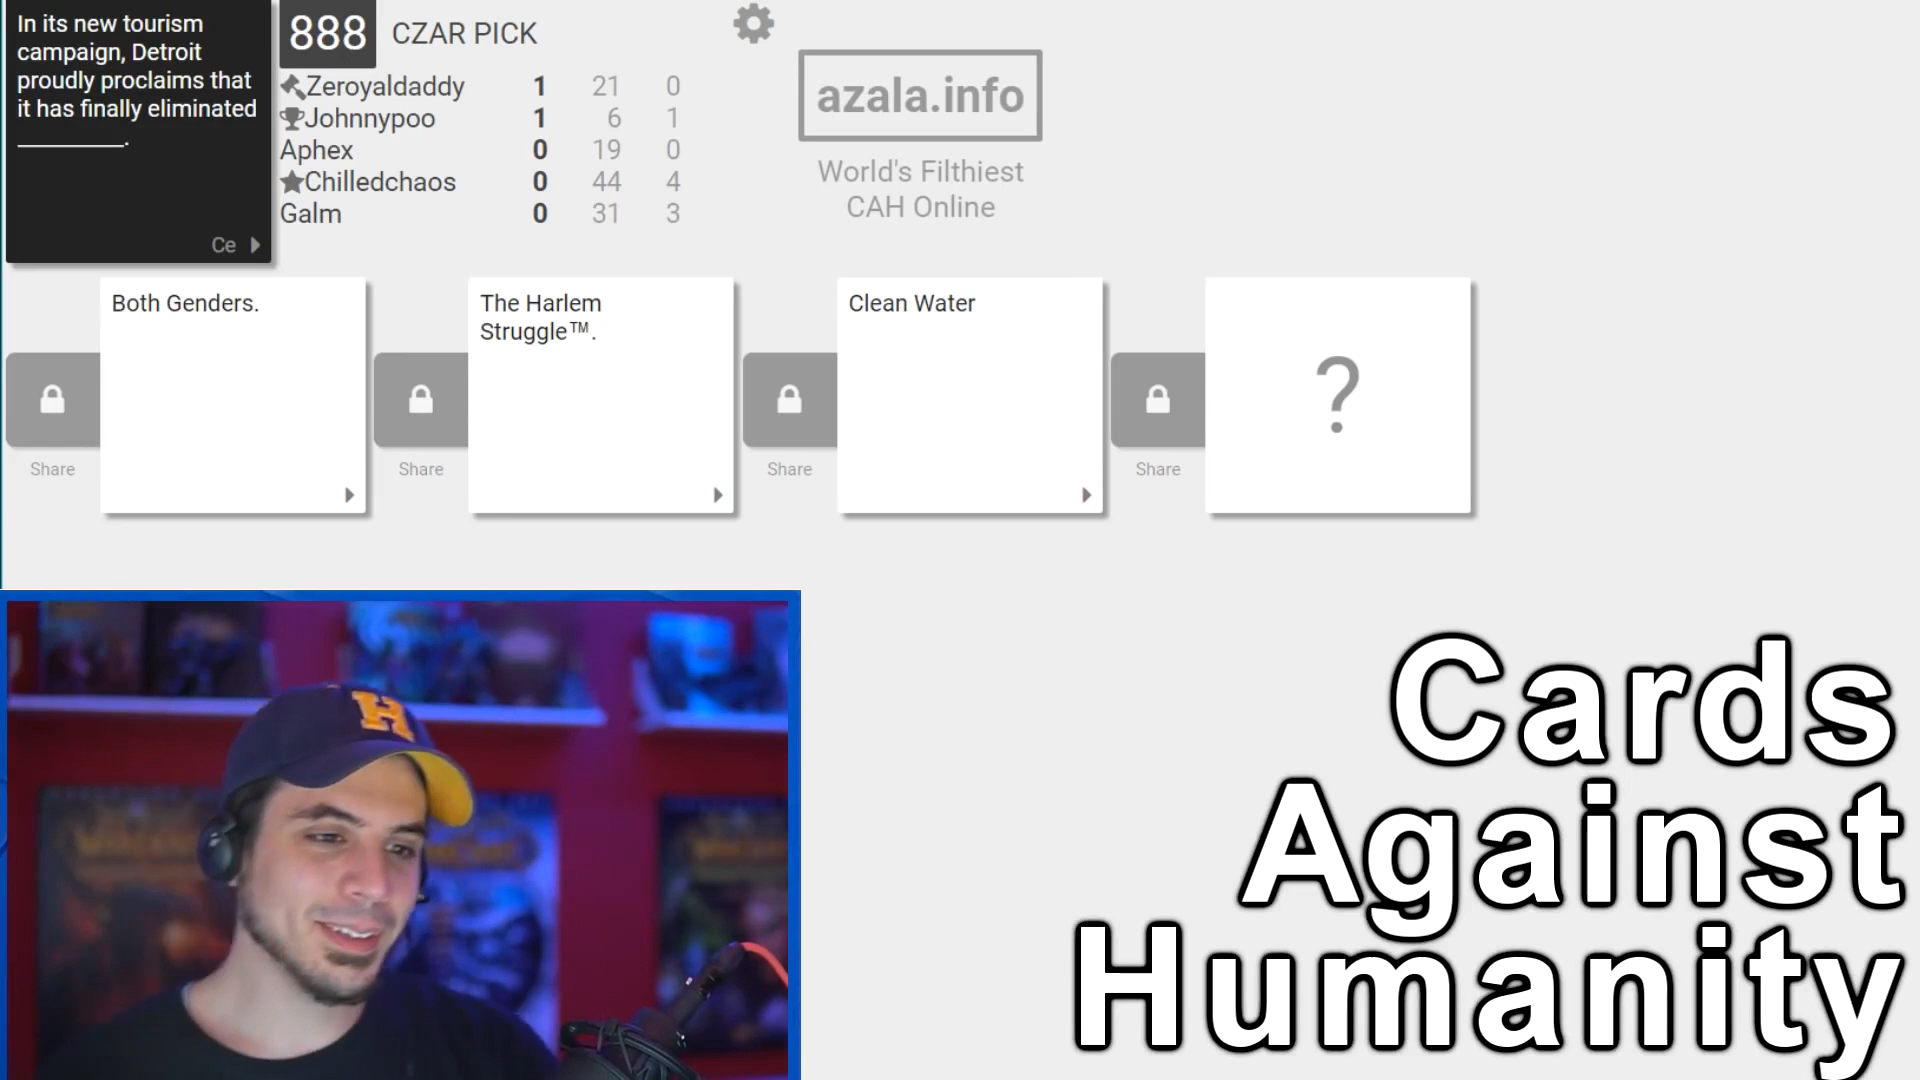 In its new tourism
campaign, Detroit
proudly proclaims that
it has finally eliminated
_________.
Ce
888
CZAR PICK
Zeroyaldaddy 1 21 0
Johnnypoo 1 6 1
Aphex 0 19 0
Chilledchaos 0 44 4
Galm 0 31 3
azala.info
World's Filthiest
CAH Online
Both Genders.
Share
The Harlem
Struggle™.
Share
Clean Water
Share
?
Share
H
Cards
Against
Humanity